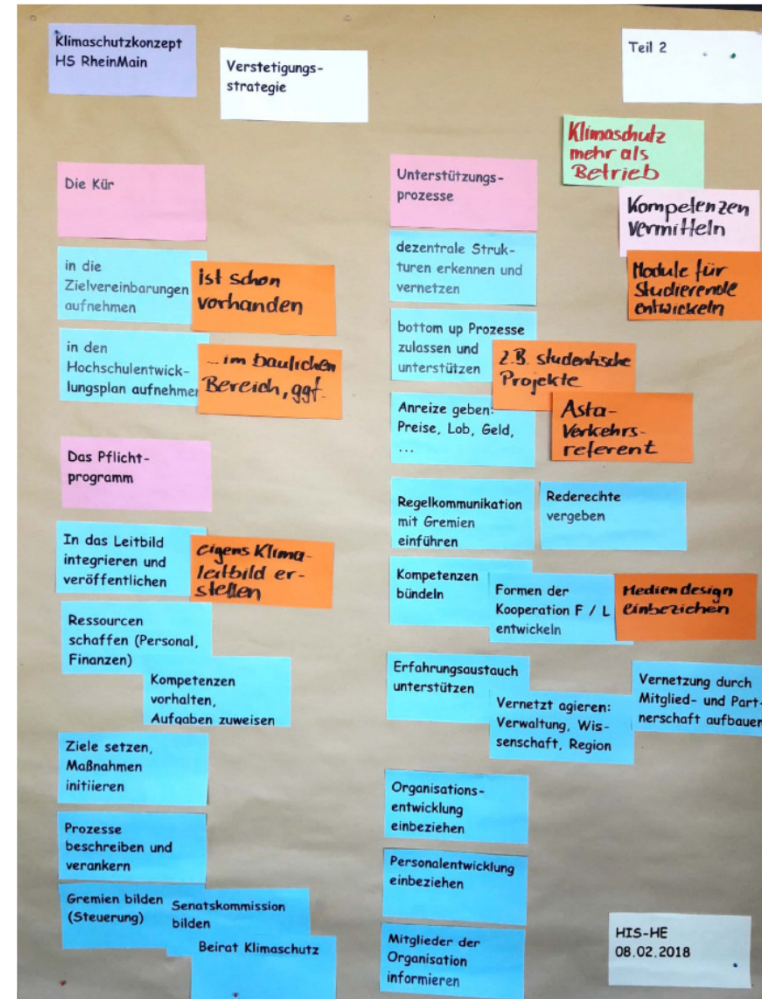 Klimaschutzkonzept
HS RheinMain
Verstetigungs-
strategie
Teil 2
Klimaschutz
mehr als
Betrieb
Kompetenzen
vermitteln
Module für
Studierende
entwickeln
Die Kür
in die
Zielvereinbarungen
aufnehmen
ist schon
vorhanden
in den
Hochschulentwick-
lungsplan aufnehmen
... im baulichen
Bereich, ggf.
Das Pflicht-
programm
In das Leitbild
integrieren und
veröffentlichen
eigens Klima-
leitbild er-
stellen
Ressourcen
schaffen (Personal,
Finanzen)
Kompetenzen
vorhalten,
Aufgaben zuweisen
Ziele setzen,
Maßnahmen
initiieren
Prozesse
beschreiben und
verankern
Gremien bilden
(Steuerung)
Senatskommission
bilden
Beirat Klimaschutz
Unterstützungs-
prozesse
dezentrale Struk-
turen erkennen und
vernetzen
bottom up Prozesse
zulassen und
unterstützen
z.B. studentische
Projekte
Anreize geben:
Preise, Lob, Geld,
...
Asta-
Verkehrs-
referent
Regelkommunikation
mit Gremien
einführen
Rederechte
vergeben
Kompetenzen
bündeln
Formen der
Kooperation F / L
entwickeln
Mediendesign
einbeziehen
Erfahrungsaustauch
unterstützen
Vernetzt agieren:
Verwaltung, Wis-
senschaft, Region
Vernetzung durch
Mitglied- und Part-
nerschaft aufbauen
Organisations-
entwicklung
einbeziehen
Personalentwicklung
einbeziehen
Mitglieder der
Organisation
informieren
HIS-HE
08.02.2018